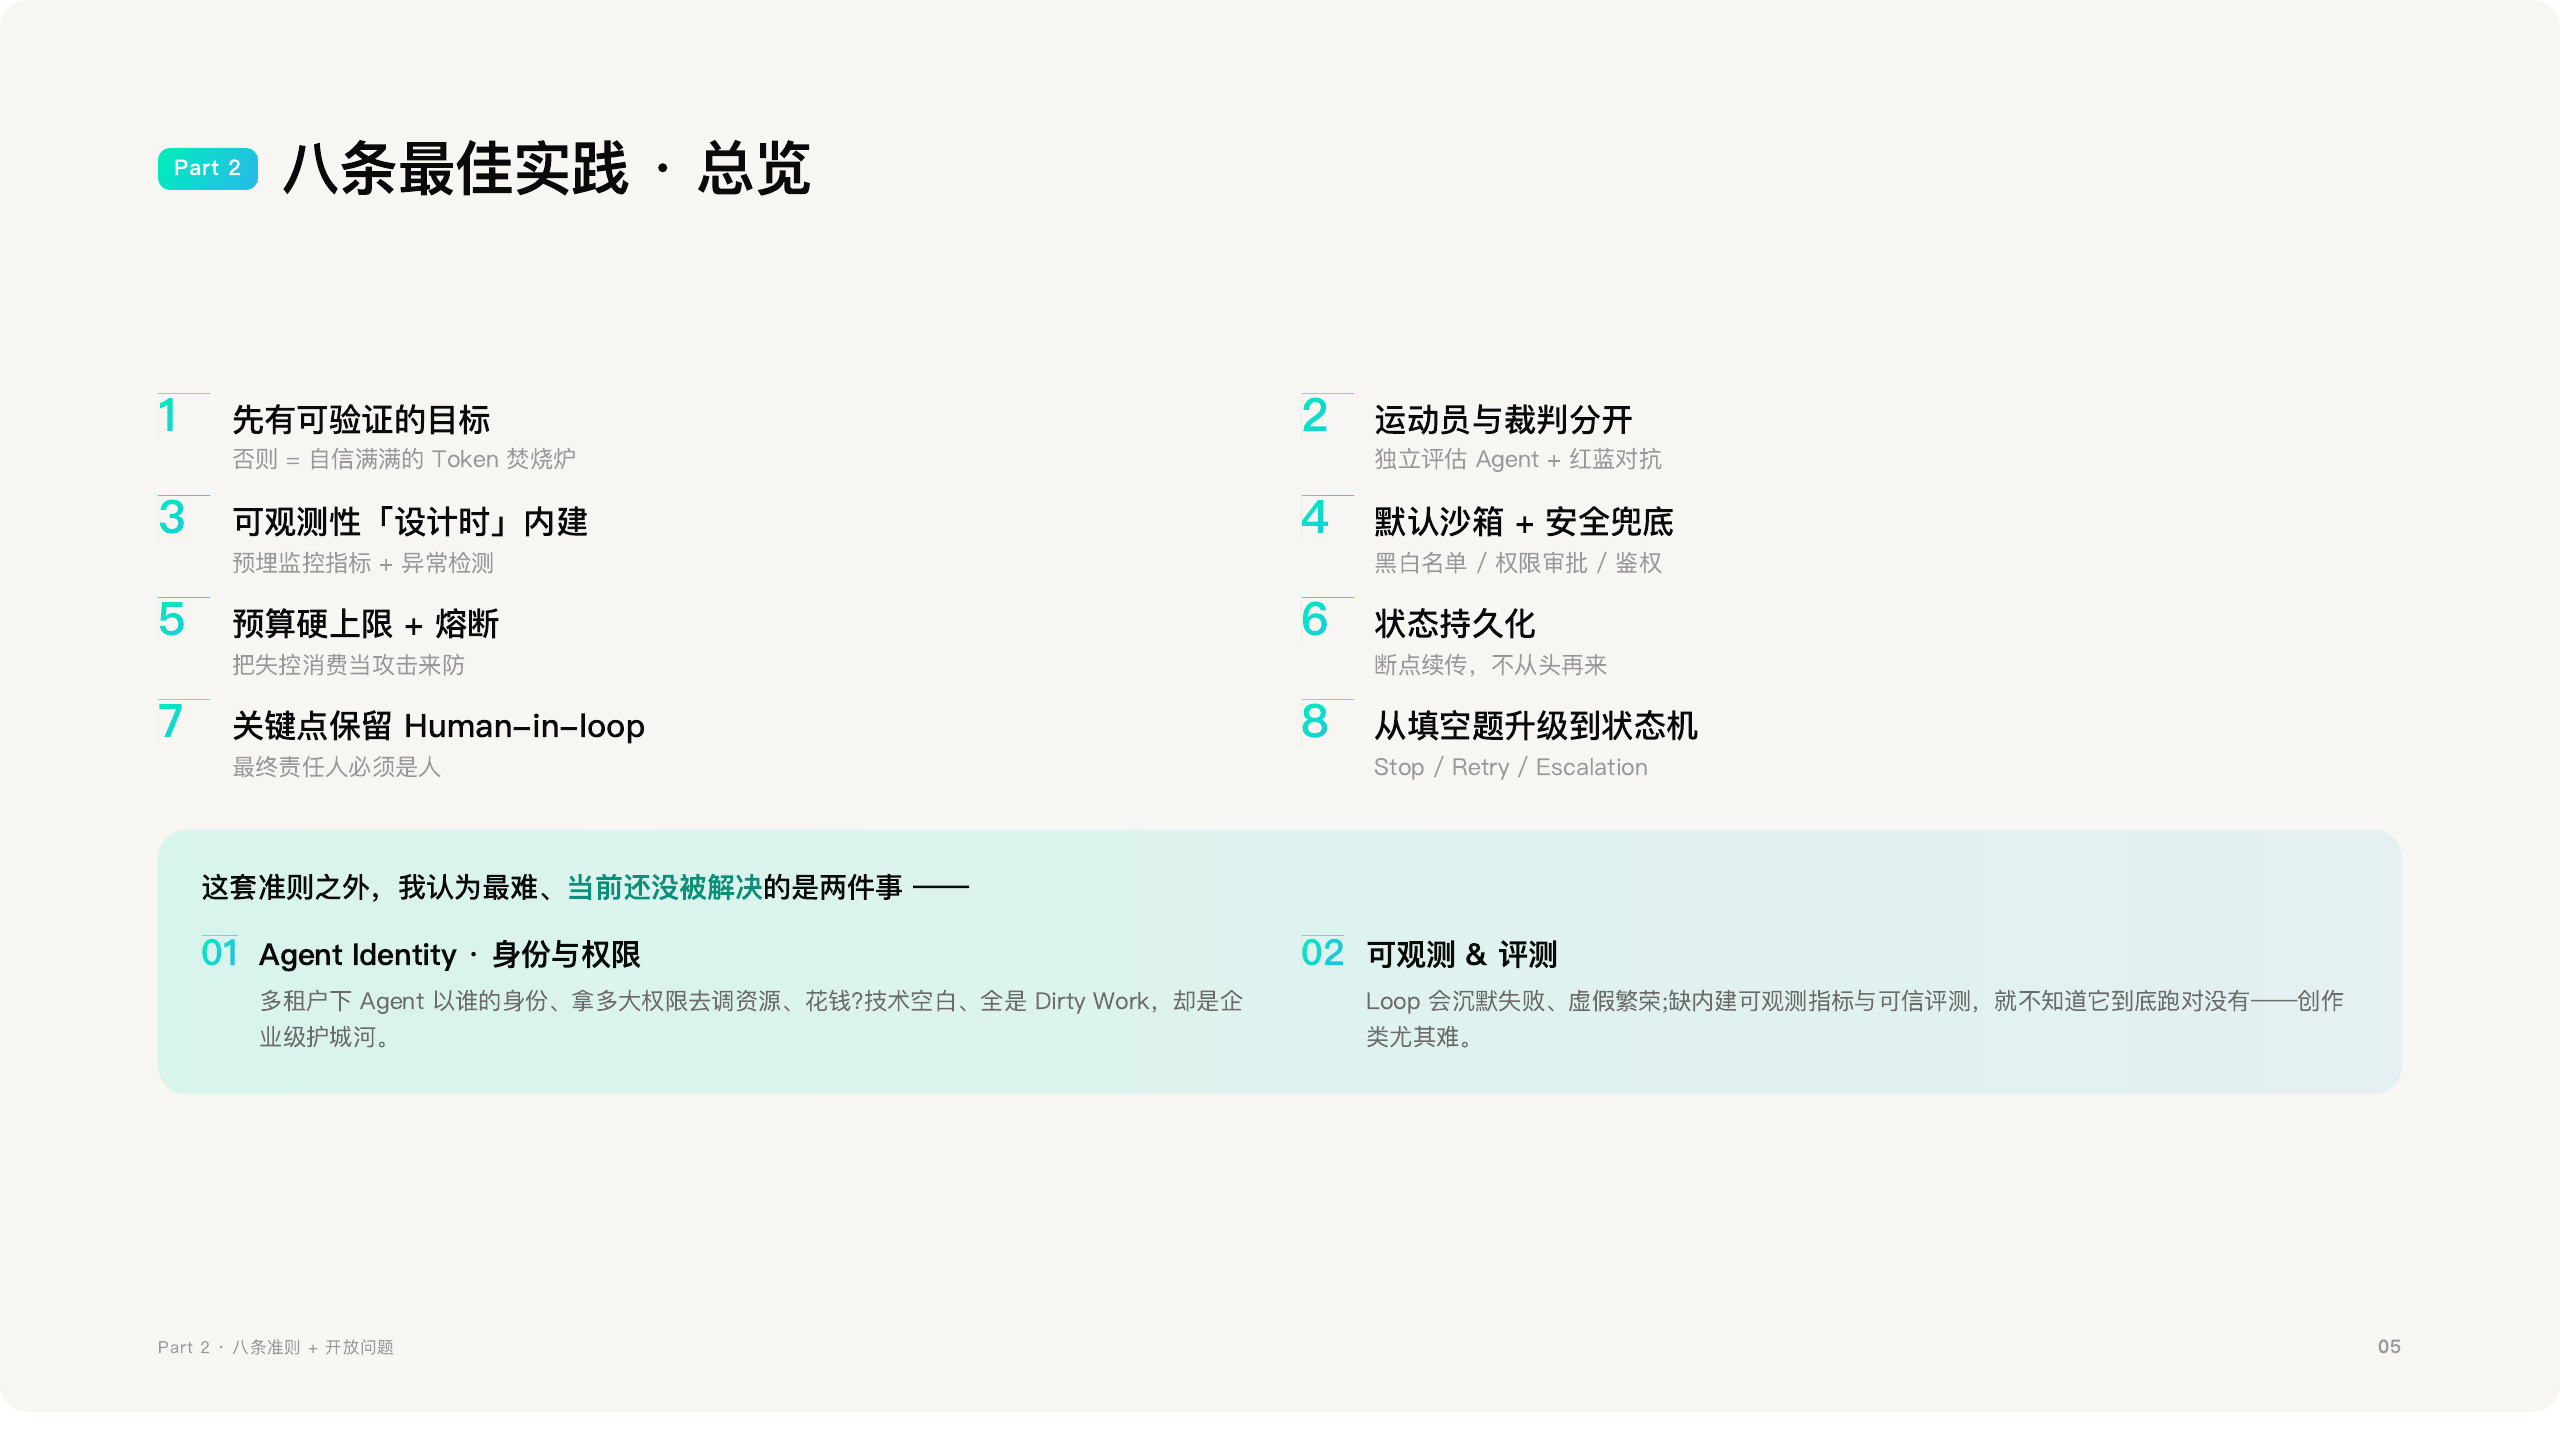 Part 2 八条最佳实践 · 总览
1 先有可验证的目标
否则 = 自信满满的 Token 焚烧炉
2 运动员与裁判分开
独立评估 Agent + 红蓝对抗
3 可观测性「设计时」内建
预埋监控指标 + 异常检测
4 默认沙箱 + 安全兜底
黑白名单 / 权限审批 / 鉴权
5 预算硬上限 + 熔断
把失控消费当攻击来防
6 状态持久化
断点续传，不从头再来
7 关键点保留 Human-in-loop
最终责任人必须是人
8 从填空题升级到状态机
Stop / Retry / Escalation
这套准则之外，我认为最难、当前还没被解决的是两件事 ——
01 Agent Identity · 身份与权限
多租户下 Agent 以谁的身份、拿多大权限去调资源、花钱?技术空白、全是 Dirty Work，却是企
业级护城河。
02 可观测 & 评测
Loop 会沉默失败、虚假繁荣;缺内建可观测指标与可信评测，就不知道它到底跑对没有——创作
类尤其难。
Part 2 · 八条准则 + 开放问题
05